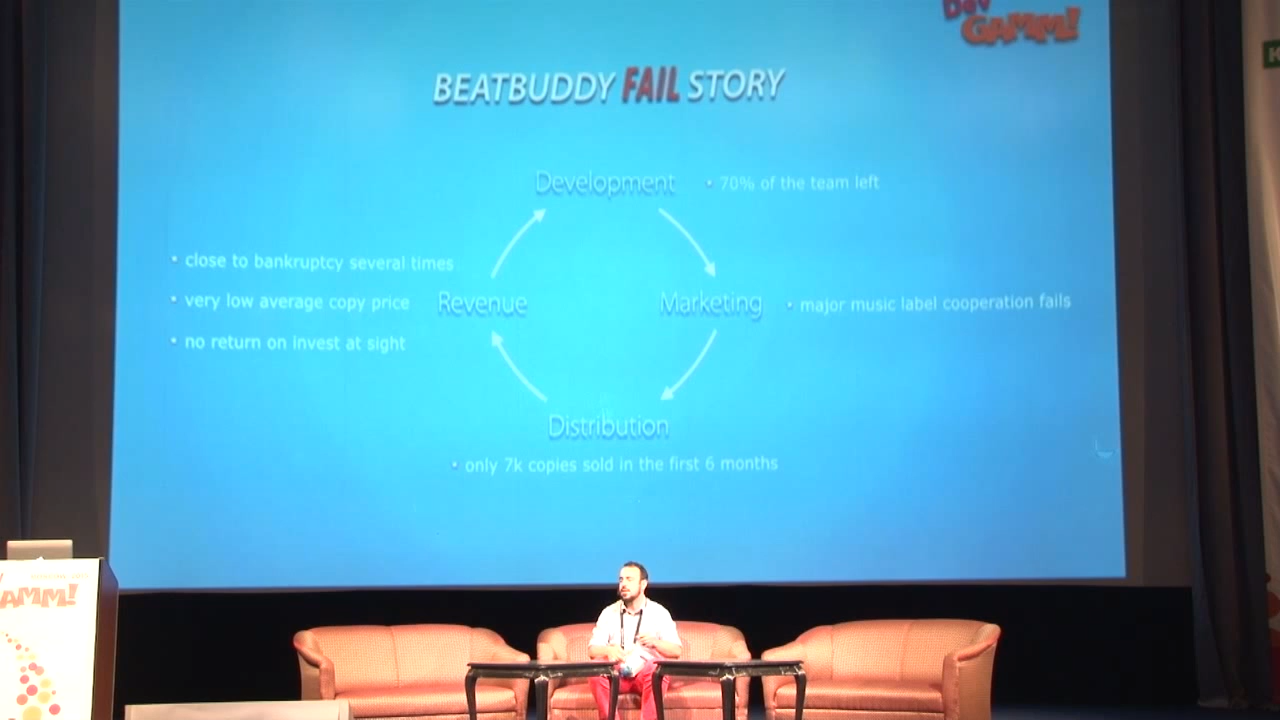 Dev
GAMM!
BEATBUDDY FAIL STORY
Development
• 70% of the team left
• close to bankruptcy several times
• very low average copy price
• no return on invest at sight
Revenue
Marketing
• major music label cooperation fails
Distribution
• only 7k copies sold in the first 6 months
AMM!